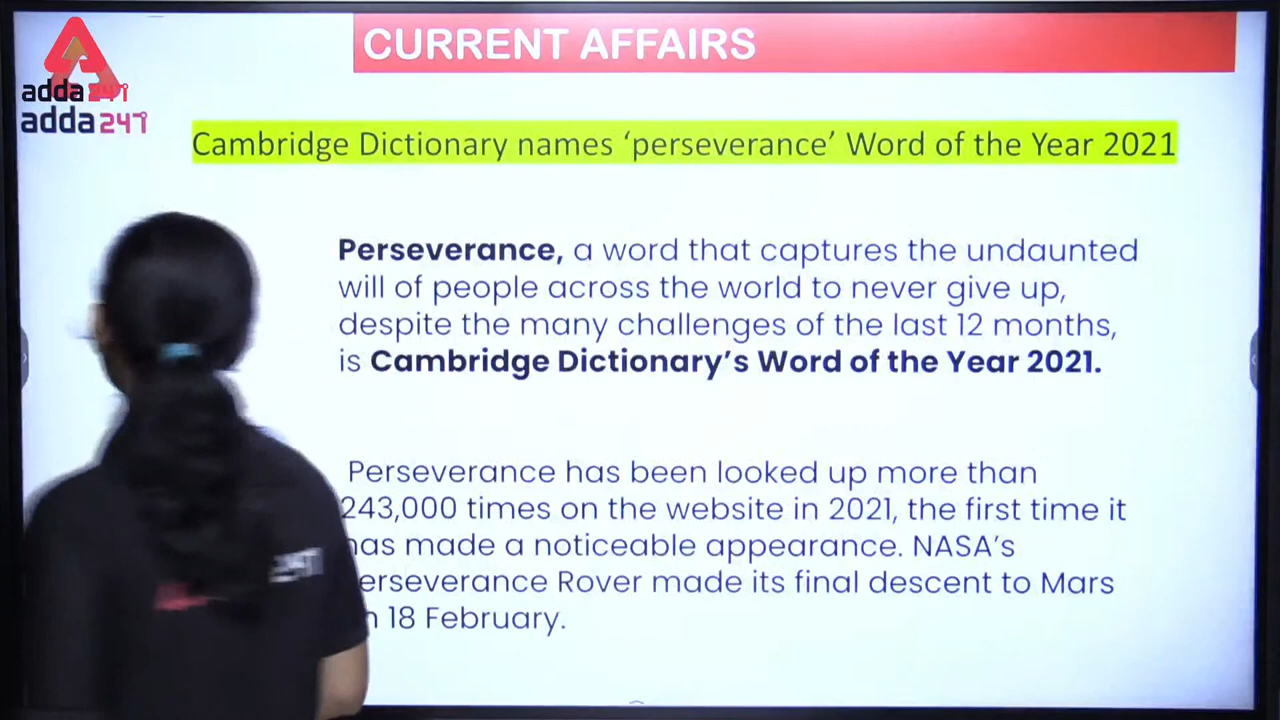 CURRENT AFFAIRS
adda247
adda247
Cambridge Dictionary names ‘perseverance’ Word of the Year 2021
Perseverance, a word that captures the undaunted
will of people across the world to never give up,
despite the many challenges of the last 12 months,
is Cambridge Dictionary’s Word of the Year 2021.
Perseverance has been looked up more than
243,000 times on the website in 2021, the first time it
has made a noticeable appearance. NASA’s
erseverance Rover made its final descent to Mars
n 18 February.
247